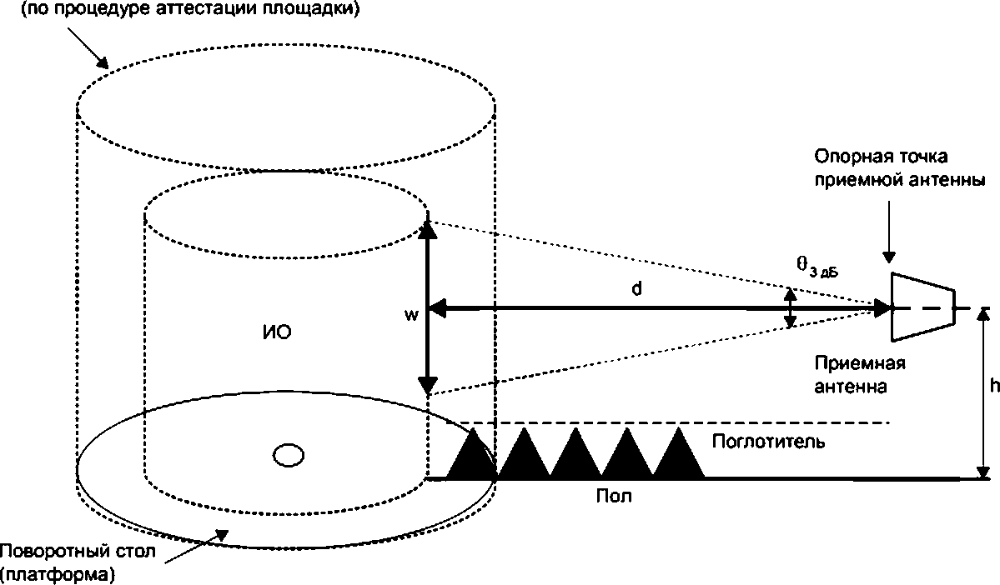 (по процедуре аттестации площадки)
Опорная точка
приемной антенны
θ3 дБ
d
w
ИО
Приемная
антенна
h
Поглотитель
Пол
Поворотный стол
(платформа)